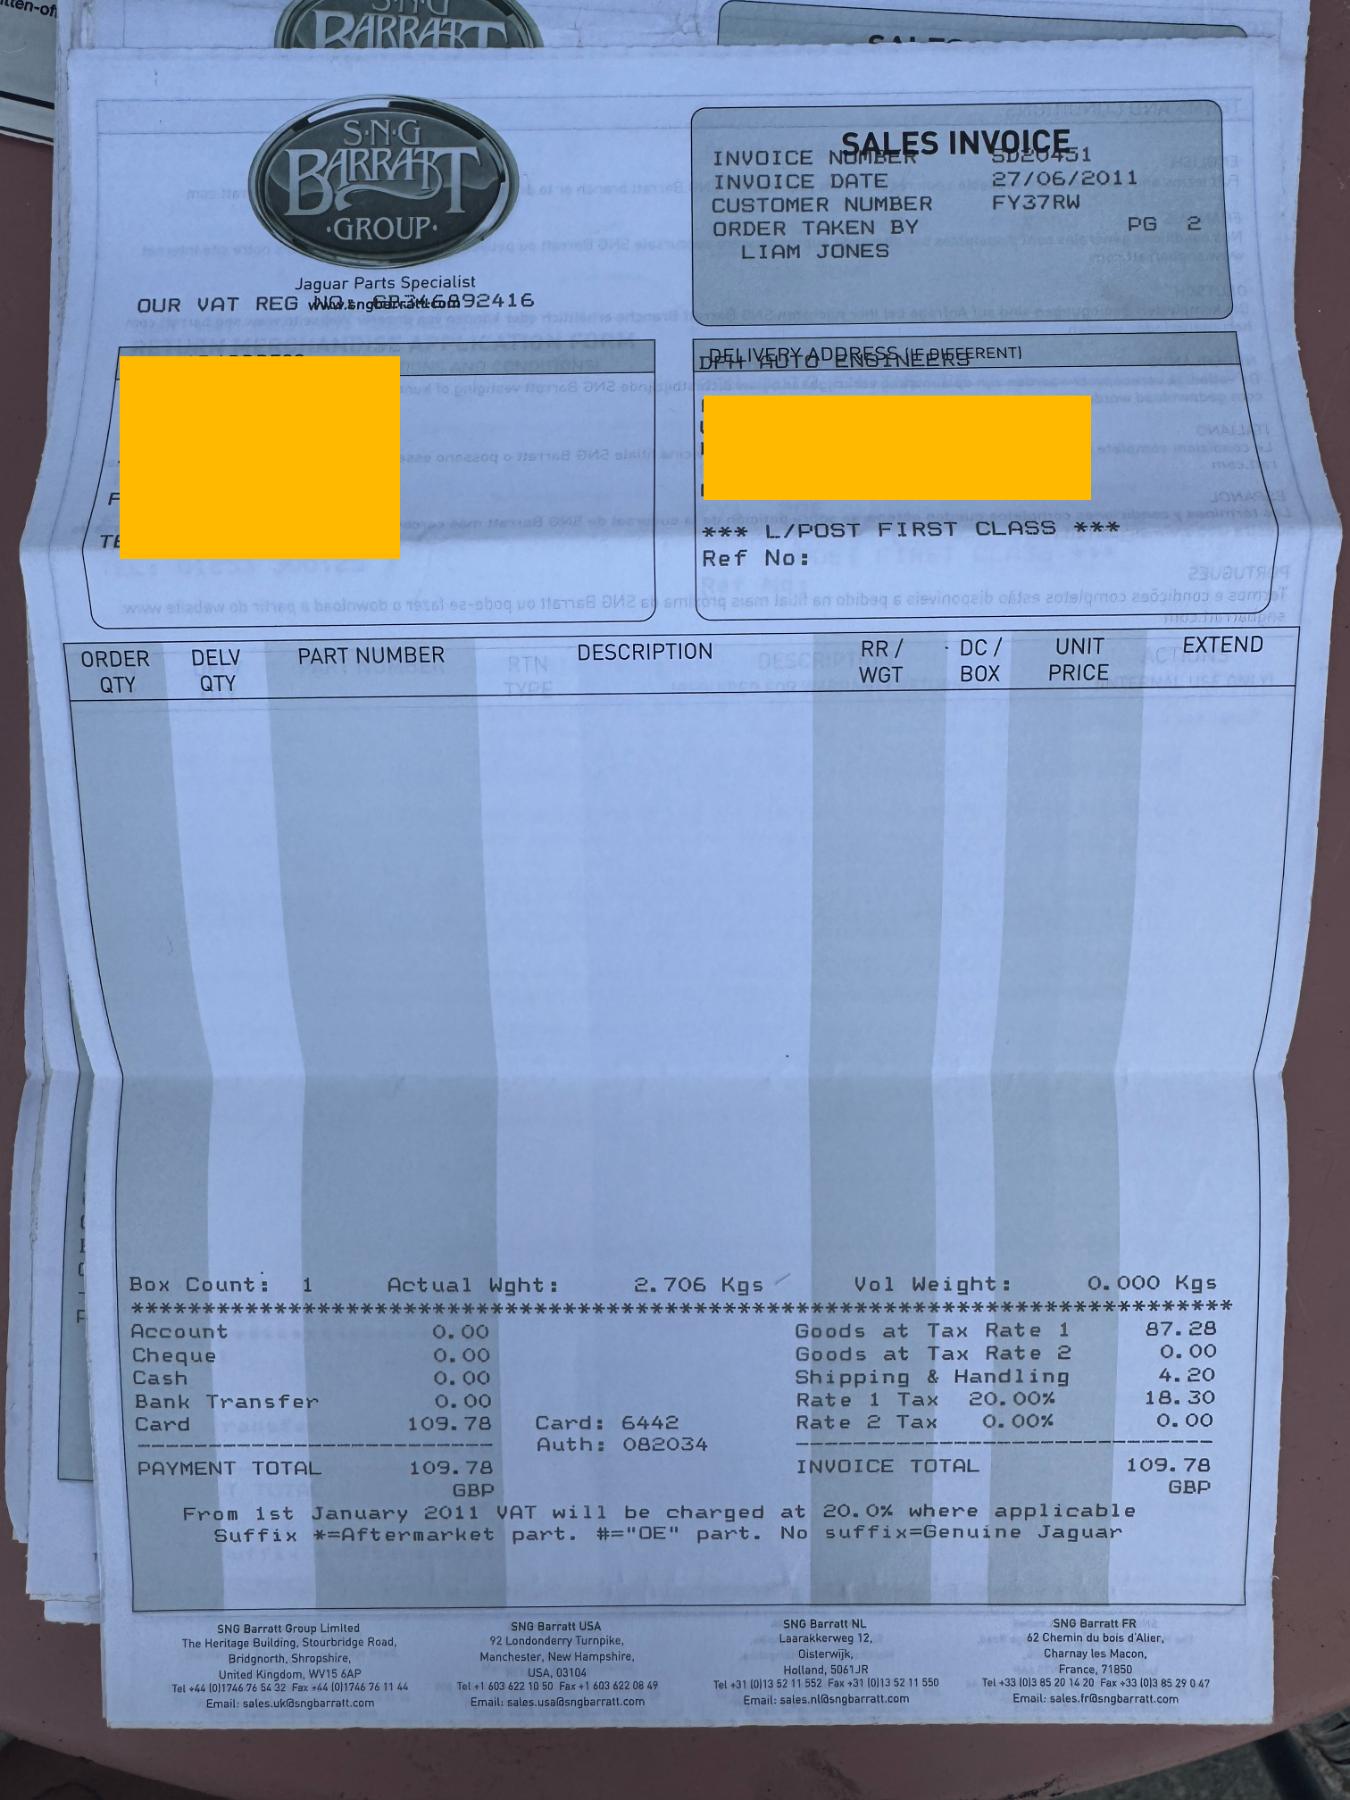 tten-of
S·N·G
BARRATT
SALES
S·N·G
BARRATT
·GROUP·
Jaguar Parts Specialist
www.sngbarratt.com
OUR VAT REG NO: GB346892416
SALES INVOICE
INVOICE NUMBER SD20451
INVOICE DATE 27/06/2011
CUSTOMER NUMBER FY37RW
ORDER TAKEN BY PG 2
LIAM JONES
DELIVERY ADDRESS (IF DIFFERENT)
DPH AUTO ENGINEERS
*** L/POST FIRST CLASS ***
Ref No:
ORDER QTY DELV QTY PART NUMBER DESCRIPTION RR / WGT DC / BOX UNIT PRICE EXTEND
Box Count: 1 Actual Wght: 2.706 Kgs Vol Weight: 0.000 Kgs
*****************************************************************************
Account 0.00 Goods at Tax Rate 1 87.28
Cheque 0.00 Goods at Tax Rate 2 0.00
Cash 0.00 Shipping & Handling 4.20
Bank Transfer 0.00 Rate 1 Tax 20.00% 18.30
Card 109.78 Card: 6442 Rate 2 Tax 0.00% 0.00
Auth: 082034
PAYMENT TOTAL 109.78 INVOICE TOTAL 109.78
GBP GBP
From 1st January 2011 VAT will be charged at 20.0% where applicable
Suffix *=Aftermarket part. #="OE" part. No suffix=Genuine Jaguar
SNG Barratt Group Limited
The Heritage Building, Stourbridge Road,
Bridgnorth, Shropshire,
United Kingdom, WV15 6AP
Tel +44 (0)1746 76 54 32 Fax +44 (0)1746 76 11 44
Email: sales.uk@sngbarratt.com
SNG Barratt USA
92 Londonderry Turnpike,
Manchester, New Hampshire,
USA, 03104
Tel +1 603 622 10 50 Fax +1 603 622 08 49
Email: sales.usa@sngbarratt.com
SNG Barratt NL
Laarakkerweg 12,
Oisterwijk,
Holland, 5061JR
Tel +31 (0)13 52 11 552 Fax +31 (0)13 52 11 550
Email: sales.nl@sngbarratt.com
SNG Barratt FR
62 Chemin du bois d'Alier,
Charnay les Macon,
France, 71850
Tel +33 (0)3 85 20 14 20 Fax +33 (0)3 85 29 0 47
Email: sales.fr@sngbarratt.com